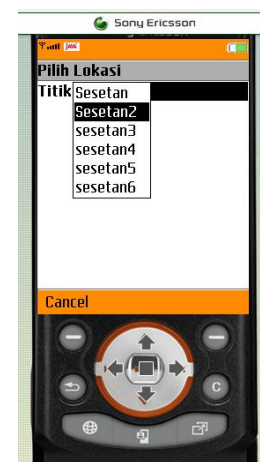 Sony Ericsson
Pilih Lokasi
Titik
Sesetan
Sesetan2
sesetan3
sesetan4
sesetan5
sesetan6
Cancel
C